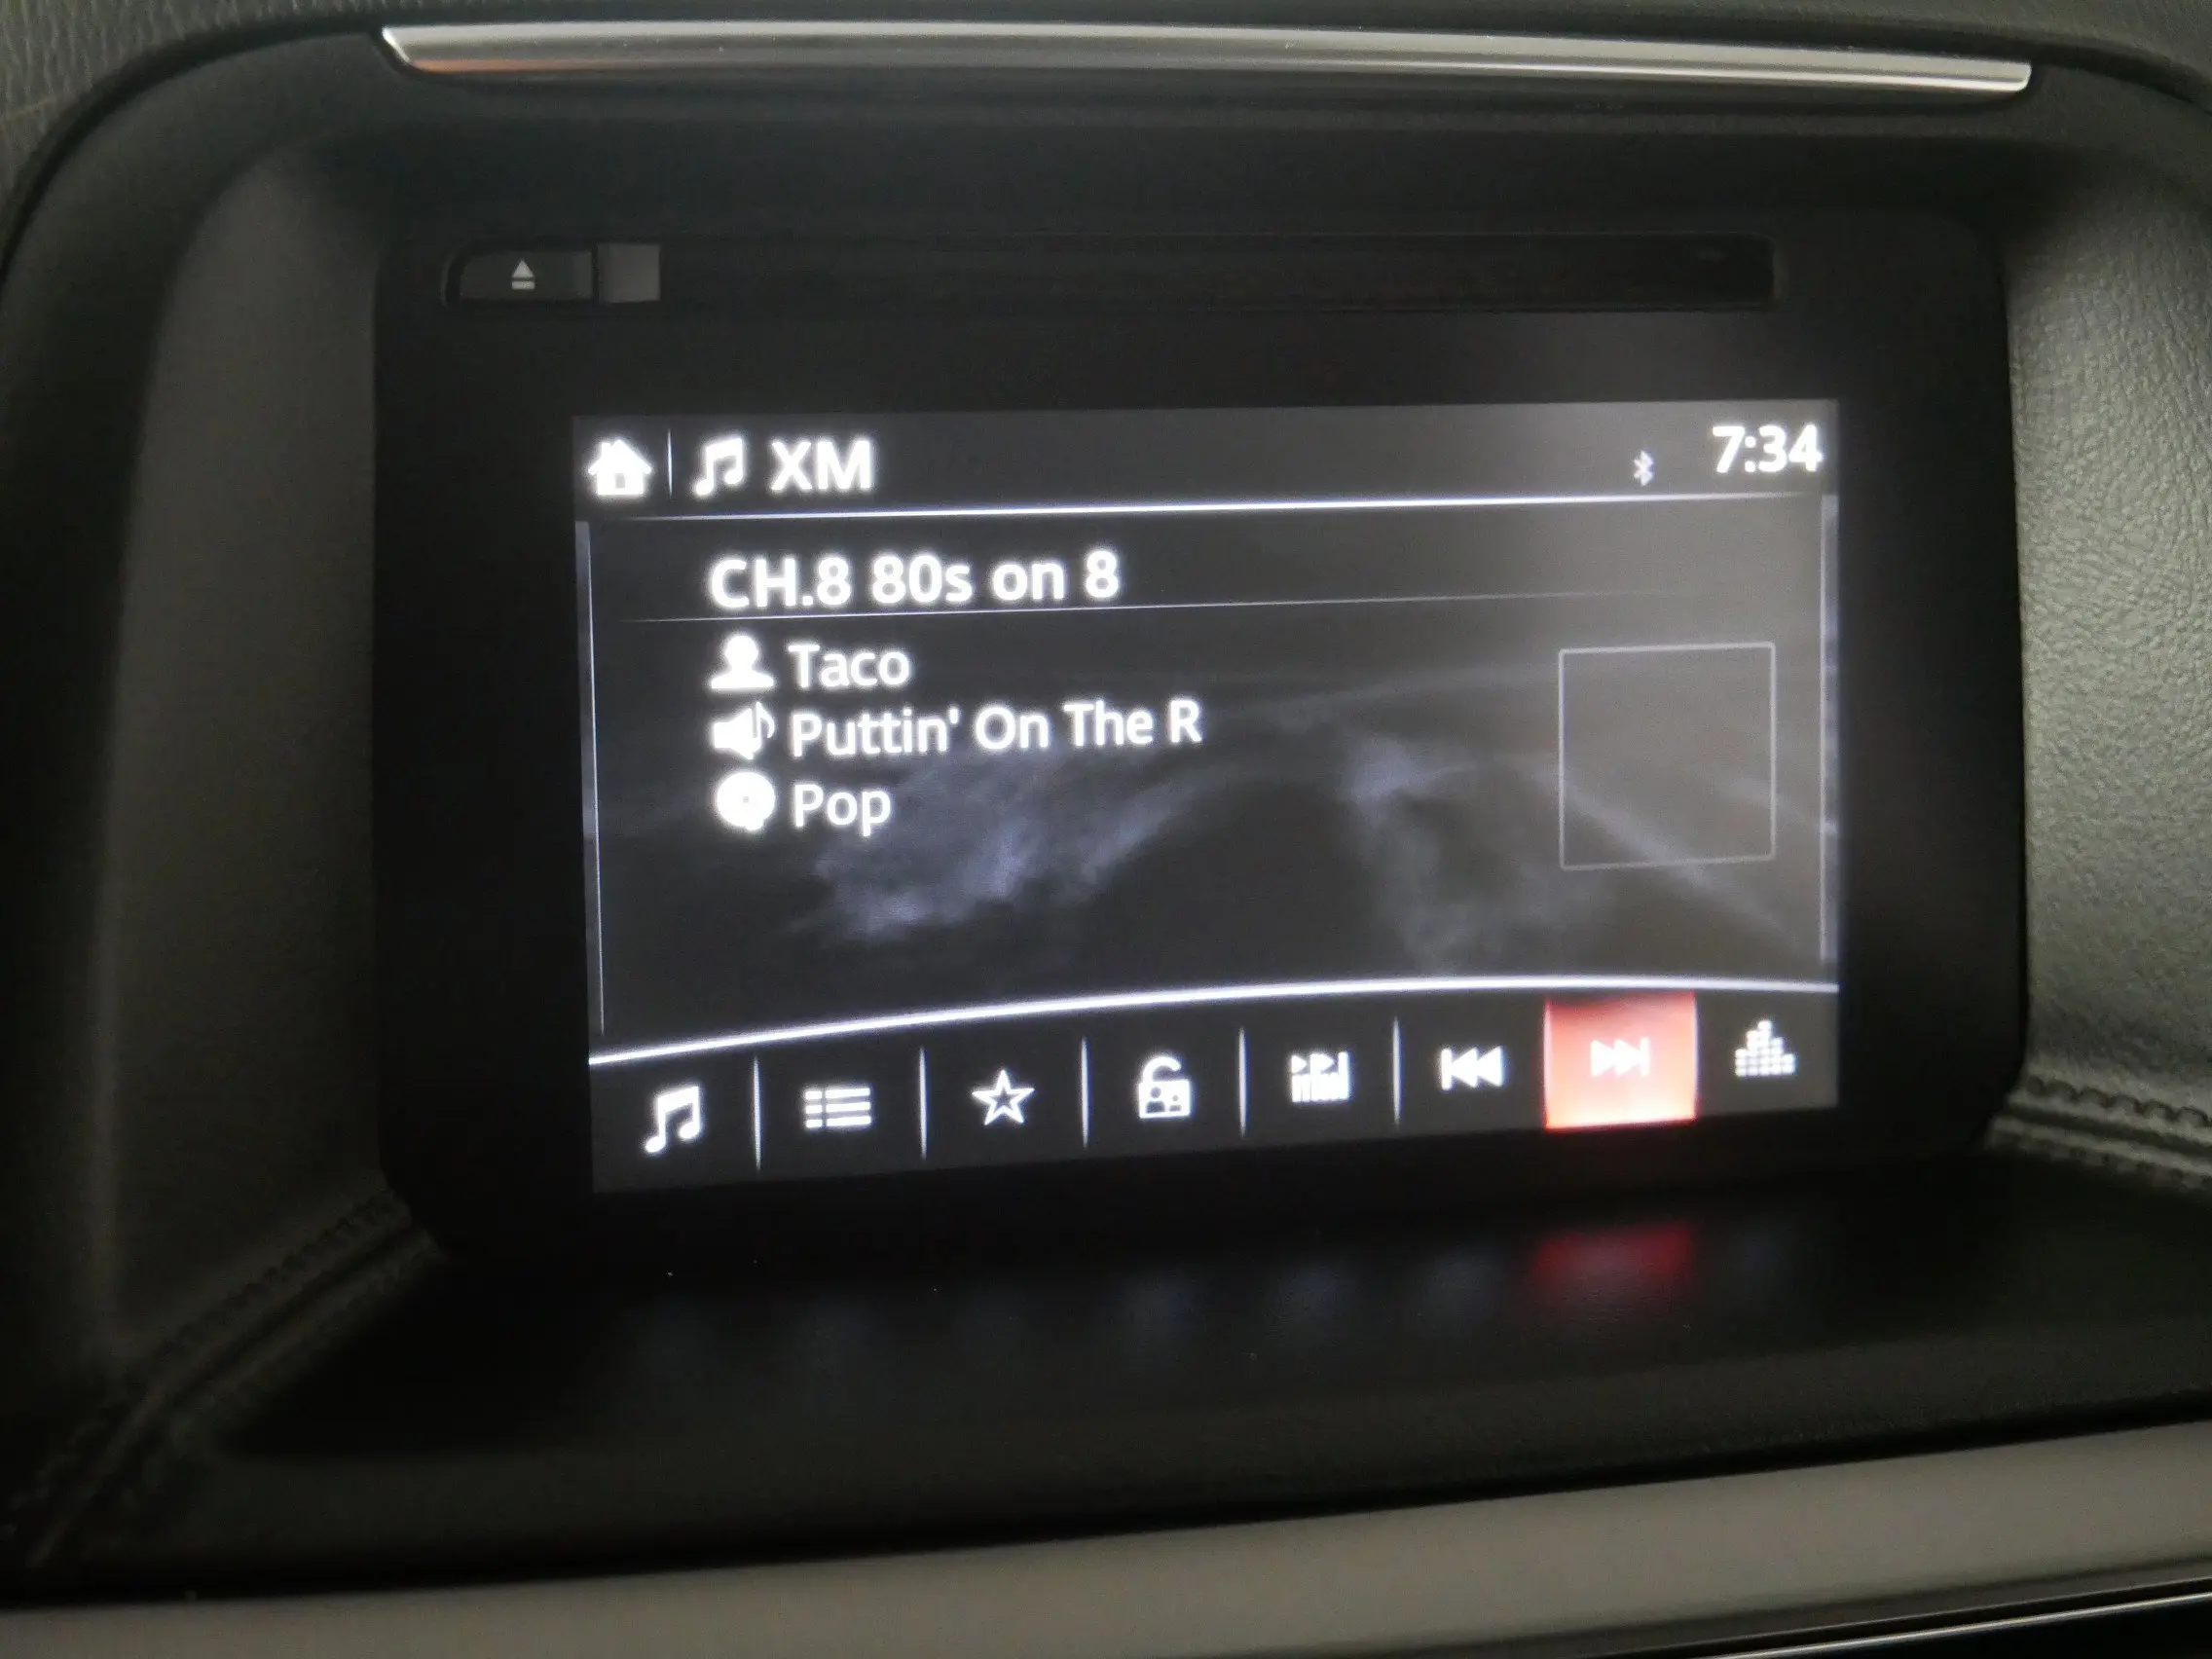 XM
7:34
CH.8 80s on 8
Taco
Puttin' On The R
Pop